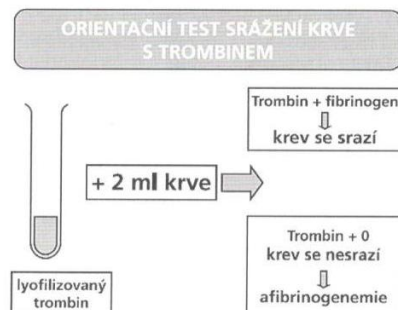 ORIENTAČNÍ TEST SRÁŽENÍ KRVE
S TROMBINEM
Trombin + fibrinogen
krev se srazí
+ 2 ml krve
Trombin + 0
krev se nesrazí
afibrinogenemie
lyofilizovaný
trombin